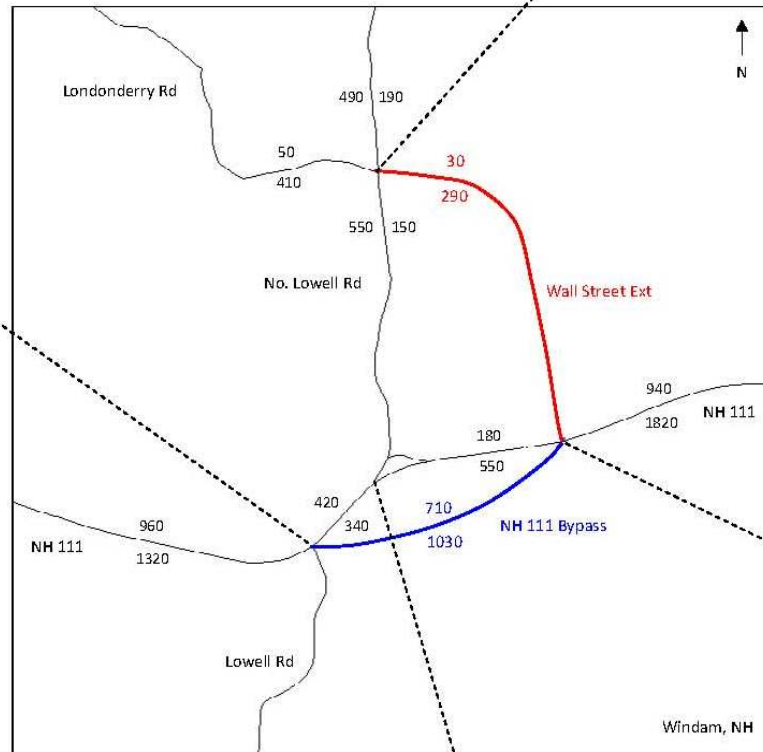 N
Londonderry Rd
490 190
50
410
30
290
550 150
No. Lowell Rd
Wall Street Ext
940
NH 111
1820
180
550
420
340
710
1030
NH 111 Bypass
960
NH 111
1320
Lowell Rd
Windam, NH